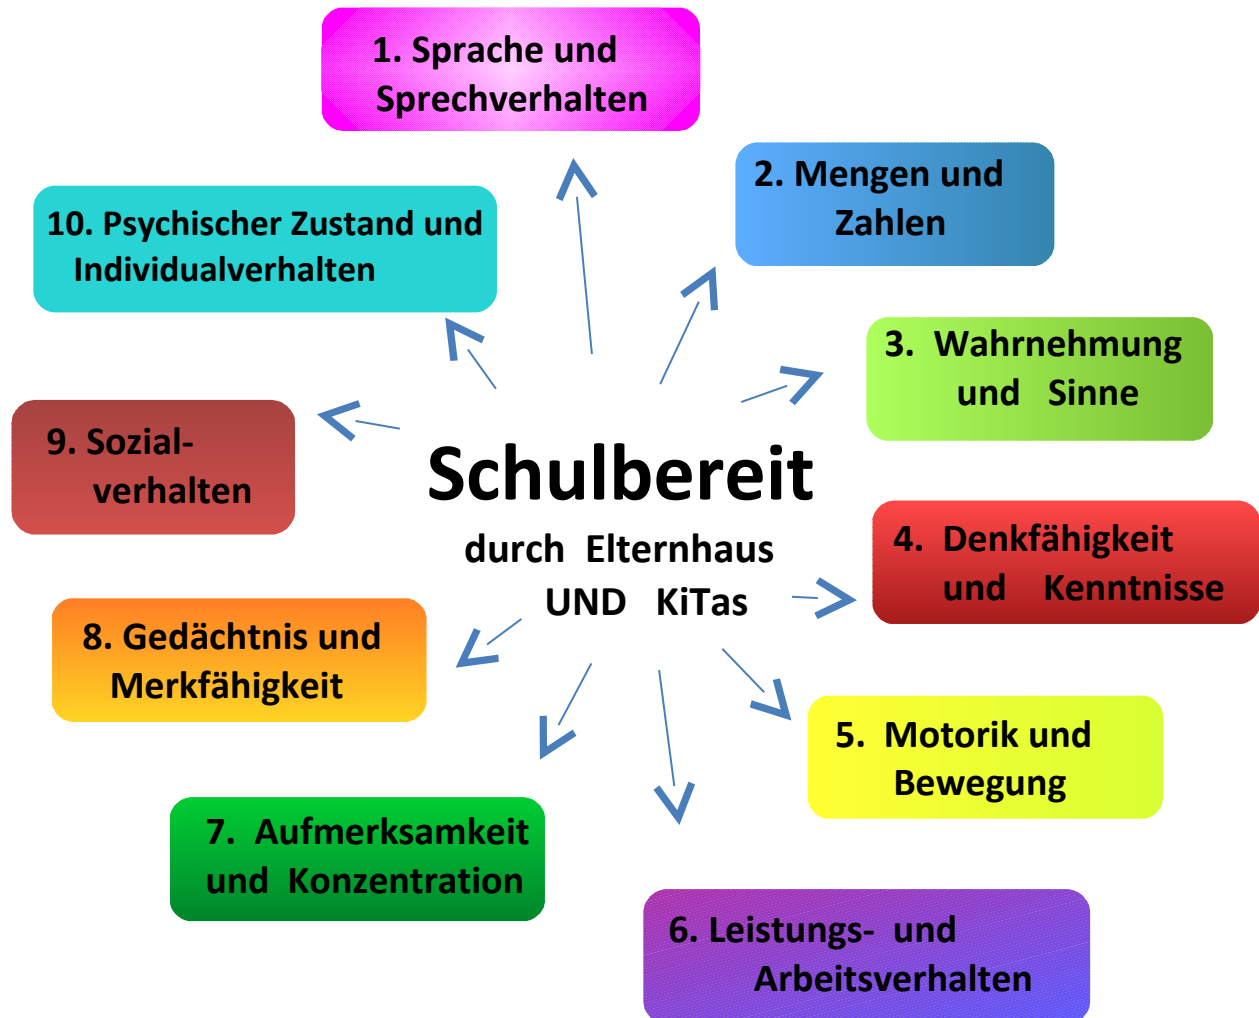 1. Sprache und
Sprechverhalten
2. Mengen und
Zahlen
10. Psychischer Zustand und
Individualverhalten
3. Wahrnehmung
und Sinne
9. Sozial-
verhalten
Schulbereit
durch Elternhaus
UND KiTas
4. Denkfähigkeit
und Kenntnisse
8. Gedächtnis und
Merkfähigkeit
5. Motorik und
Bewegung
7. Aufmerksamkeit
und Konzentration
6. Leistungs- und
Arbeitsverhalten